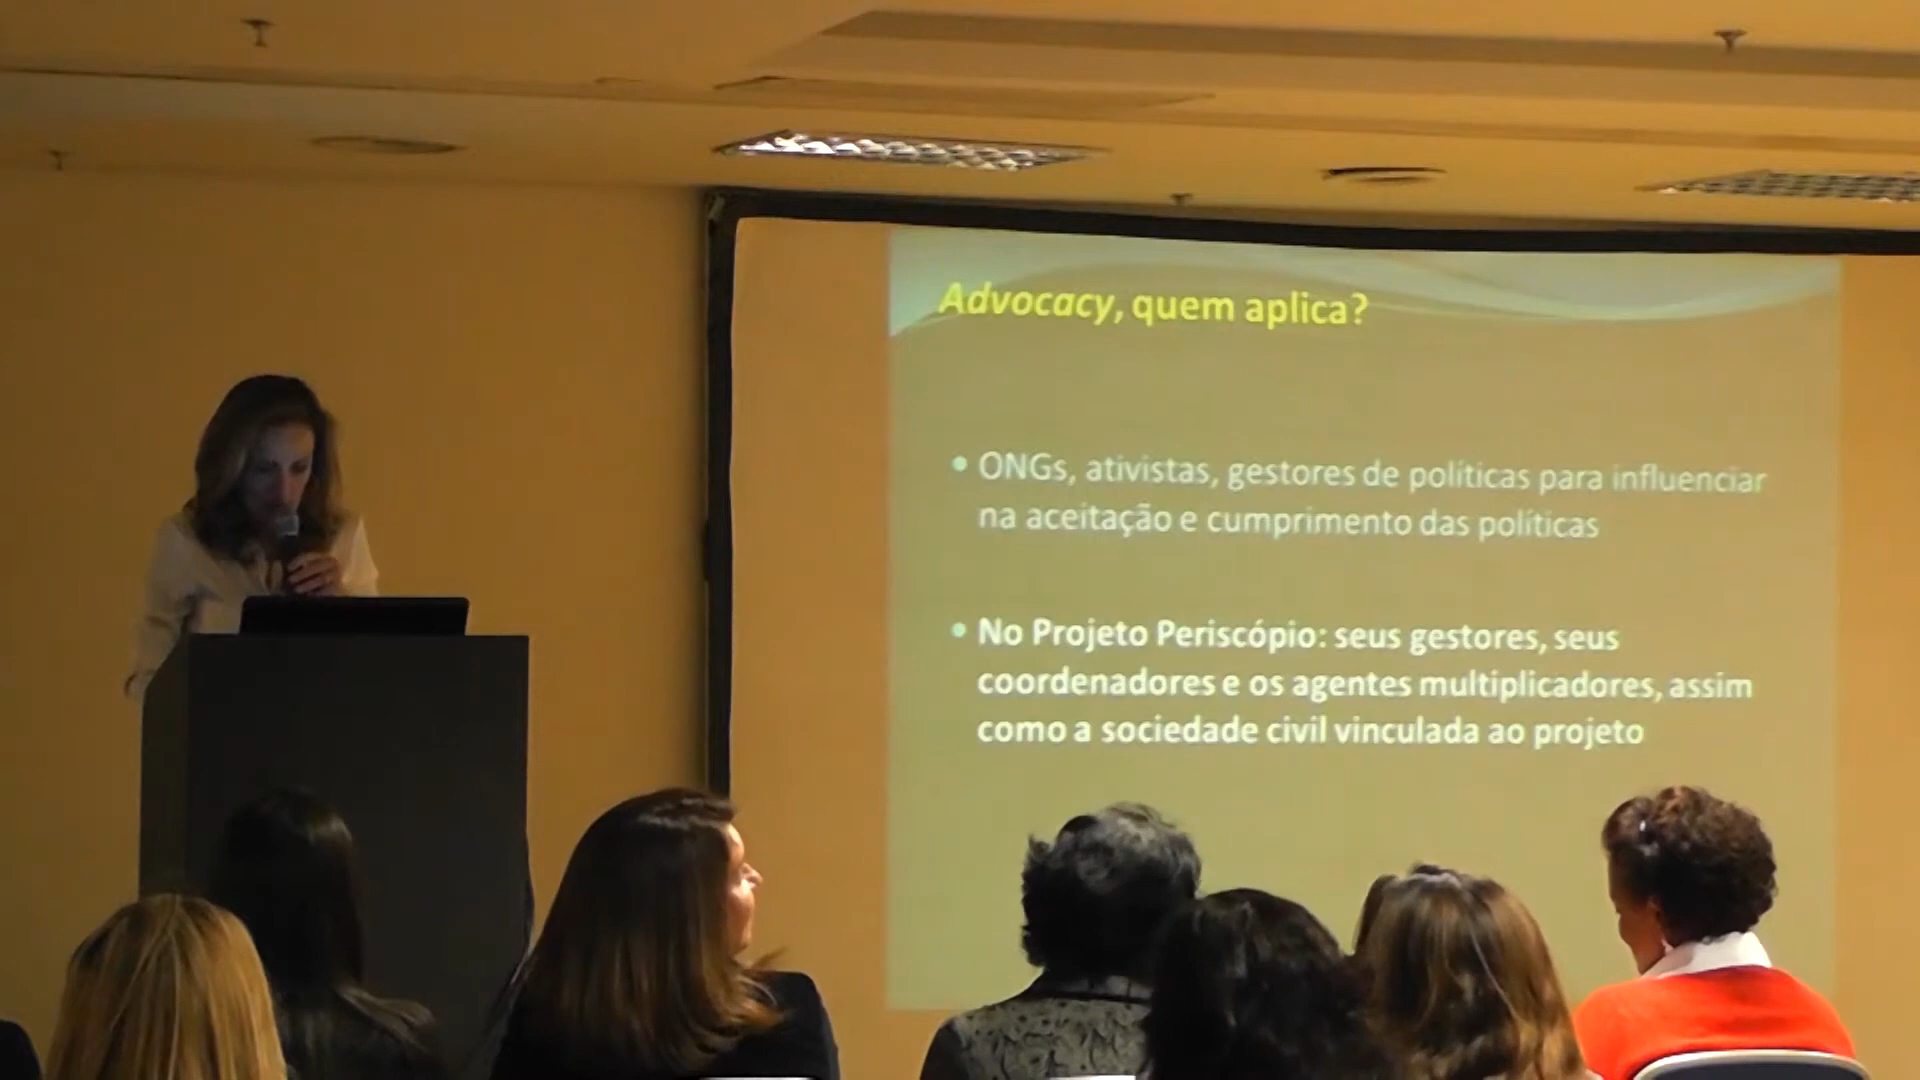 Advocacy, quem aplica?
• ONGs, ativistas, gestores de políticas para influenciar
na aceitação e cumprimento das políticas
• No Projeto Periscópio: seus gestores, seus
coordenadores e os agentes multiplicadores, assim
como a sociedade civil vinculada ao projeto